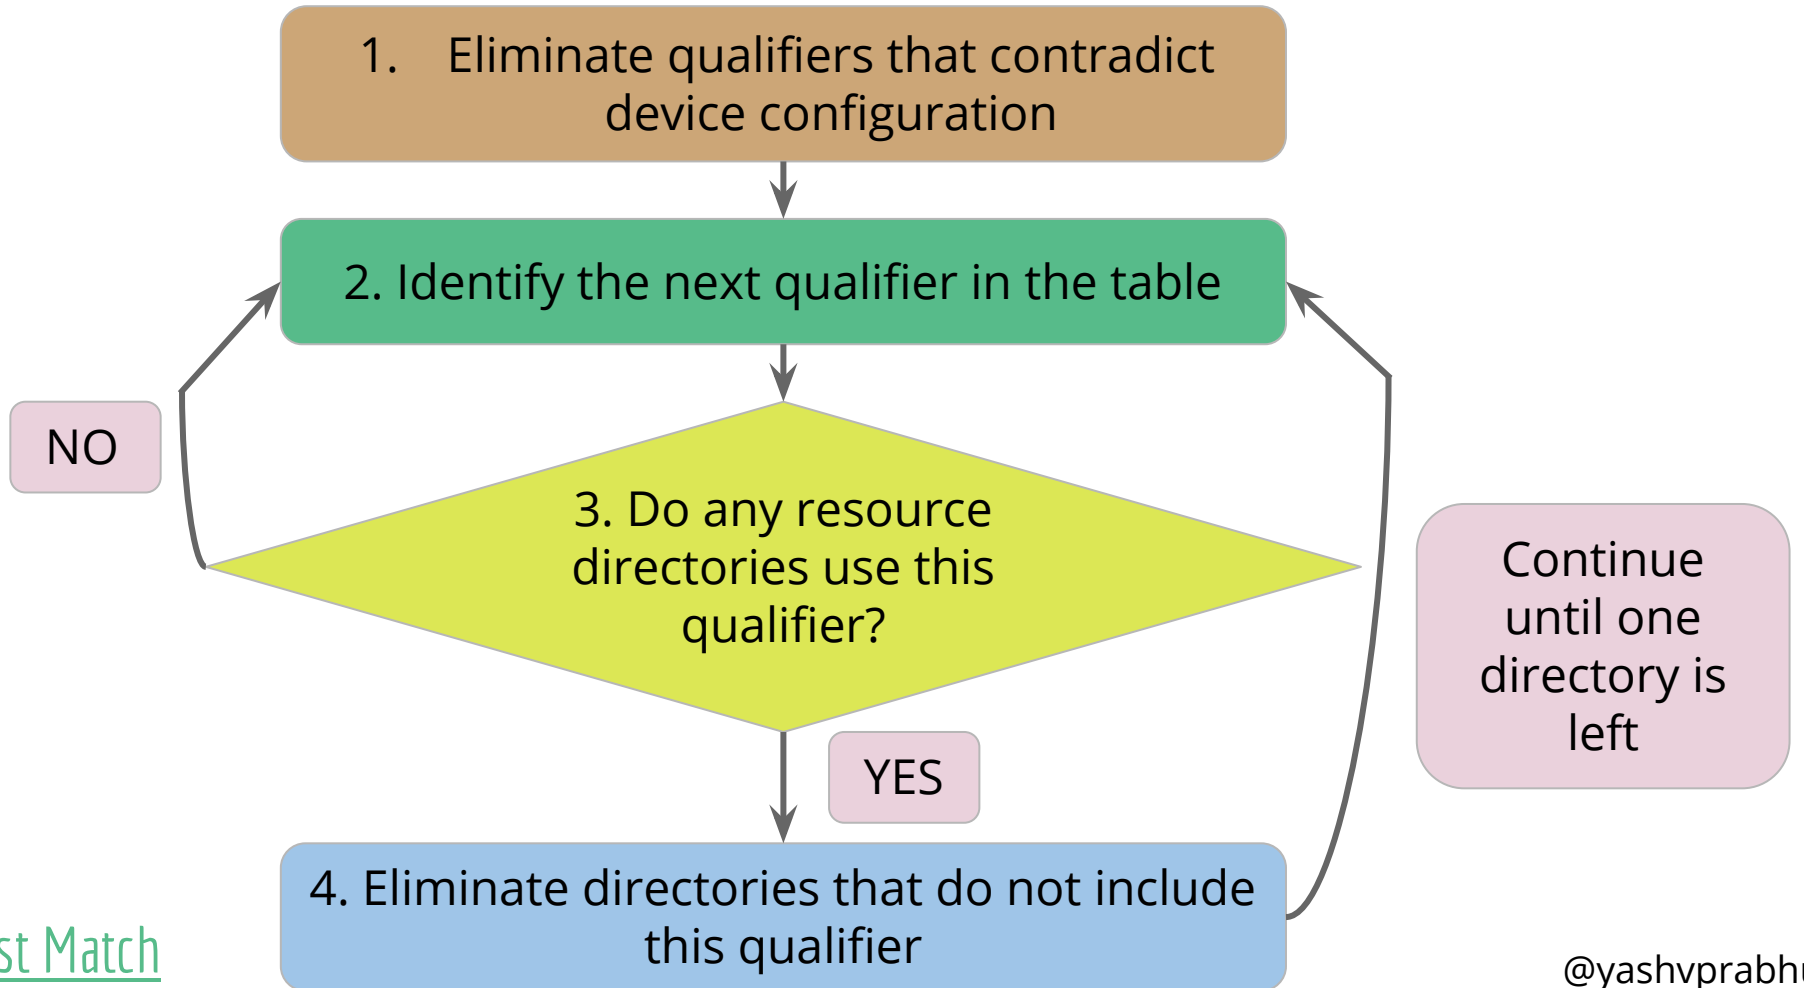 1. Eliminate qualifiers that contradict
device configuration
2. Identify the next qualifier in the table
NO
3. Do any resource
directories use this
qualifier?
Continue
until one
directory is
left
YES
4. Eliminate directories that do not include
this qualifier
st Match
@yashvprabhu